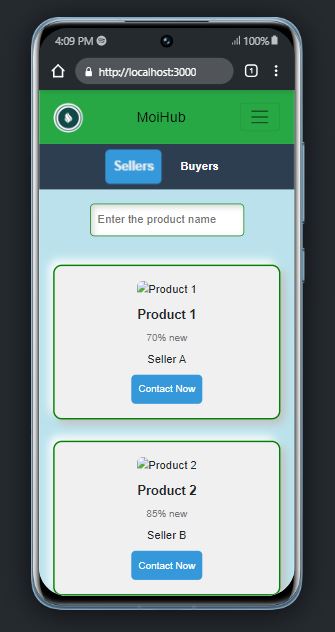 4:09 PM
100%
http://localhost:3000
1
MoiHub
Sellers
Buyers
Enter the product name
Product 1
Product 1
70% new
Seller A
Contact Now
Product 2
Product 2
85% new
Seller B
Contact Now